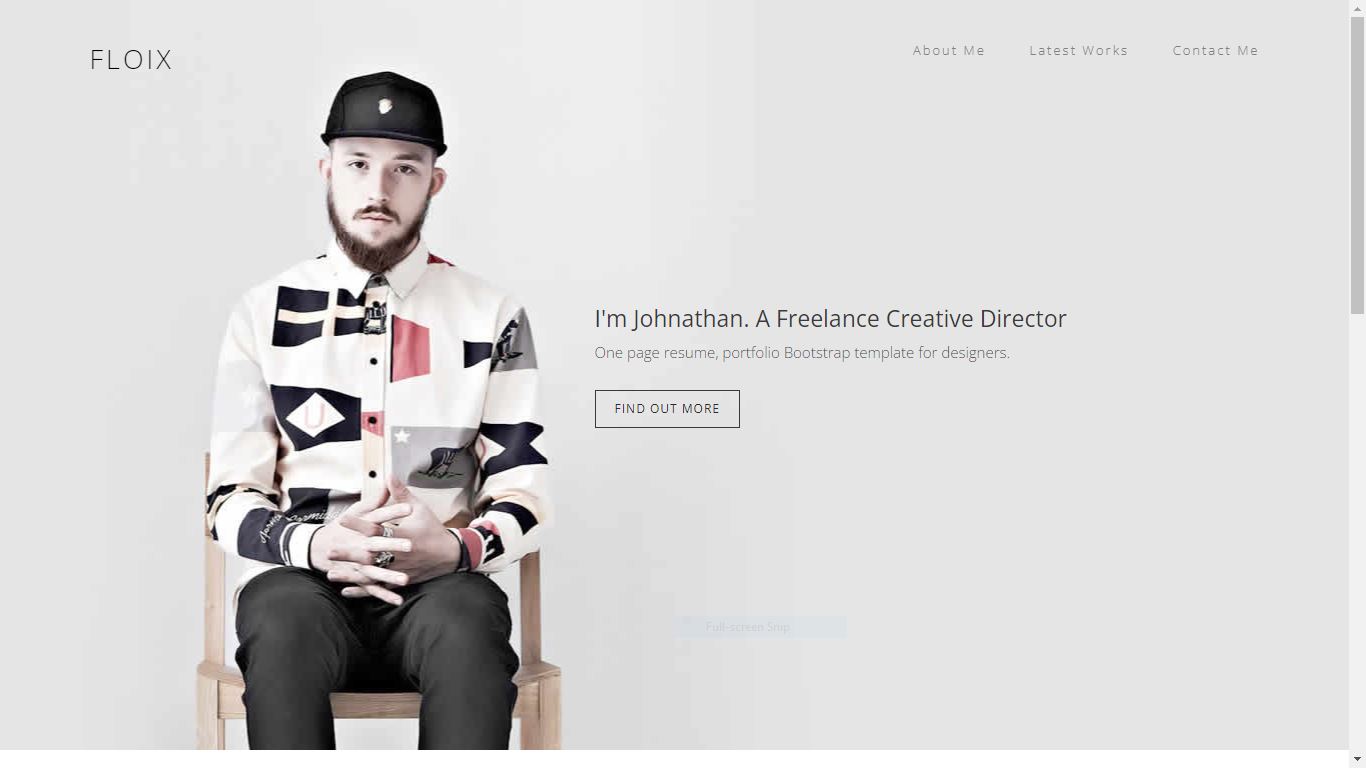 FLOIX
About Me
Latest Works
Contact Me
I'm Johnathan. A Freelance Creative Director
One page resume, portfolio Bootstrap template for designers.
FIND OUT MORE
U
Full-screen Snip